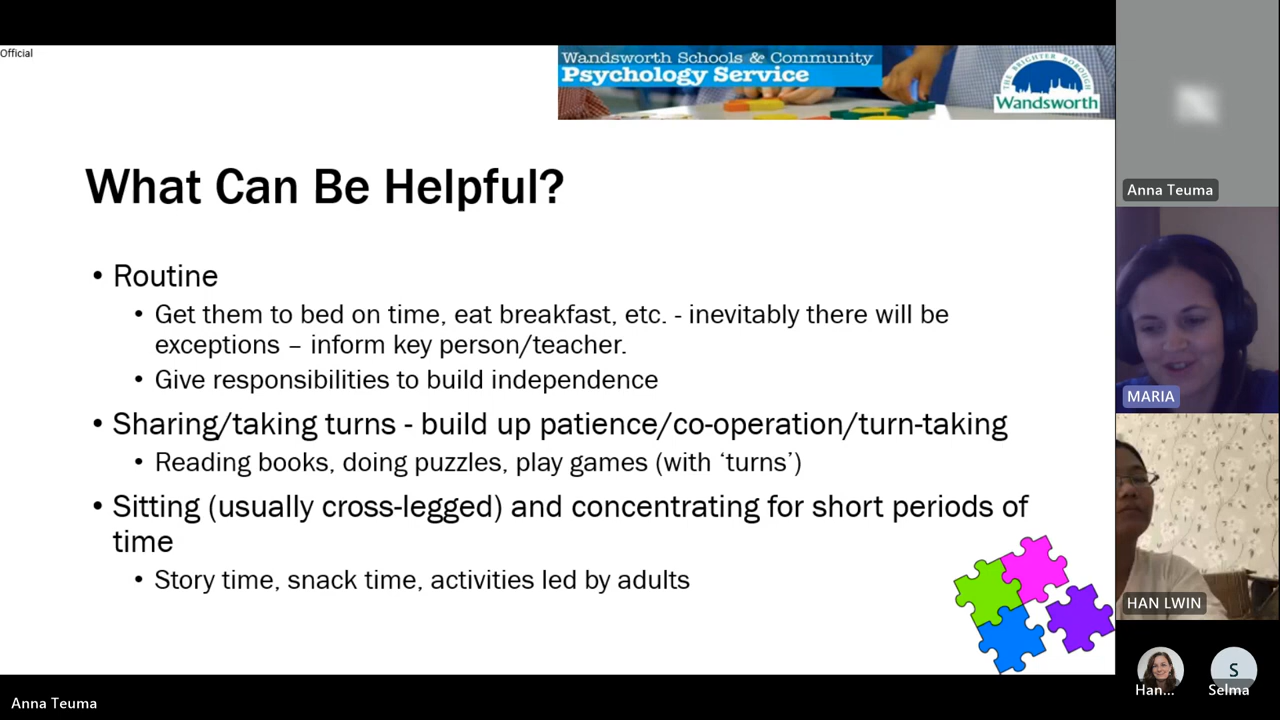 Official
Wandsworth Schools & Community
Psychology Service
THE BRIGHTER BOROUGH
Wandsworth
What Can Be Helpful?
• Routine
• Get them to bed on time, eat breakfast, etc. - inevitably there will be
exceptions – inform key person/teacher.
• Give responsibilities to build independence
• Sharing/taking turns - build up patience/co-operation/turn-taking
• Reading books, doing puzzles, play games (with ‘turns’)
• Sitting (usually cross-legged) and concentrating for short periods of
time
• Story time, snack time, activities led by adults
Anna Teuma
MARIA
HAN LWIN
S
Han...
Selma
Anna Teuma